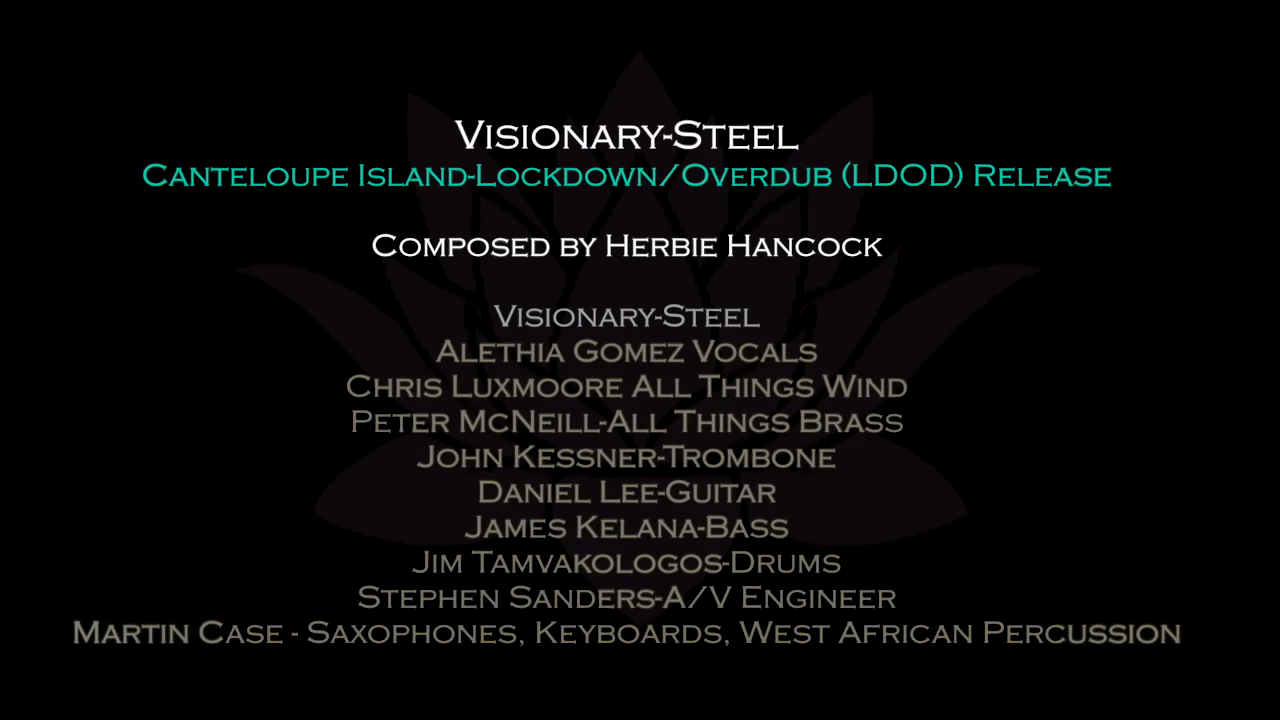 Visionary-Steel
Canteloupe Island-Lockdown/Overdub (LDOD) Release
Composed by Herbie Hancock
Visionary-Steel
Alethia Gomez Vocals
Chris Luxmoore All Things Wind
Peter McNeill-All Things Brass
John Kessner-Trombone
Daniel Lee-Guitar
James Kelana-Bass
Jim Tamvakologos-Drums
Stephen Sanders-A/V Engineer
Martin Case - Saxophones, Keyboards, West African Percussion